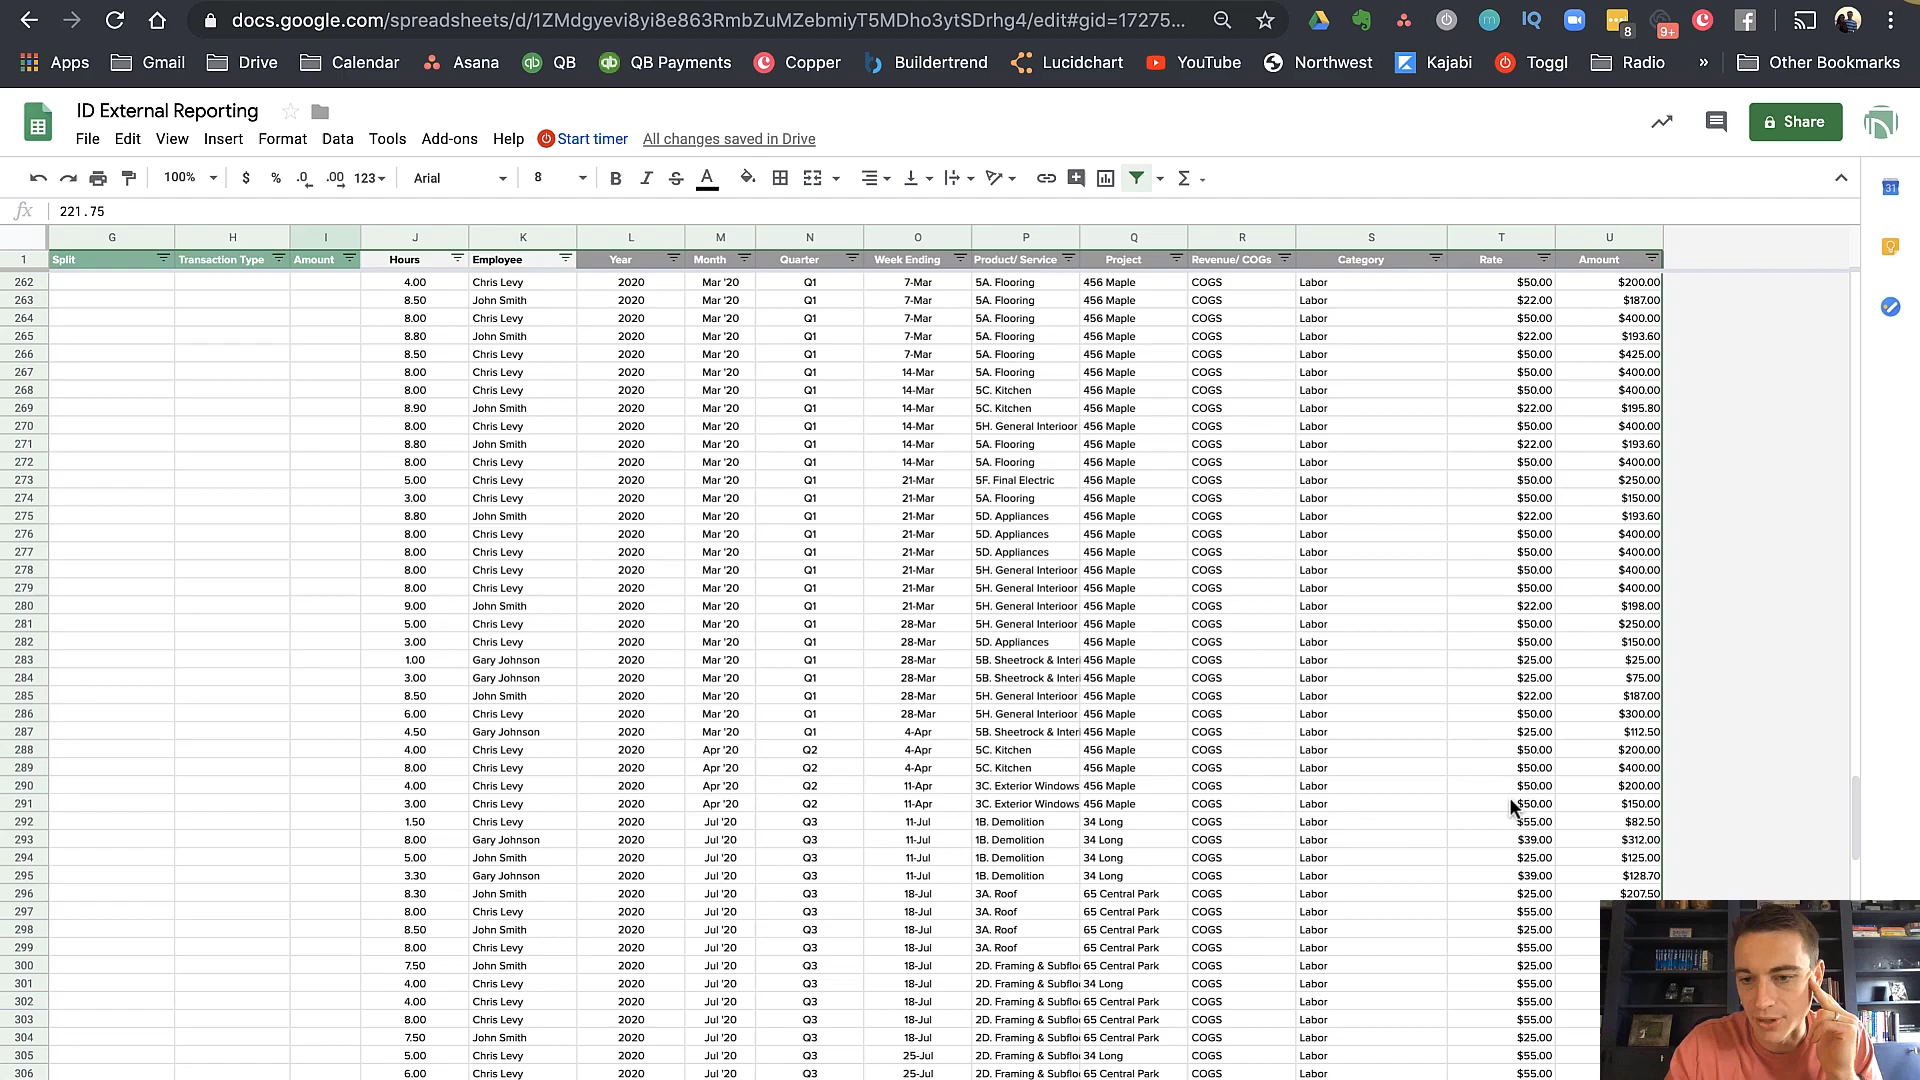 docs.google.com/spreadsheets/d/1ZMdgyevi8yi8e863RmbZuMZebmiyT5MDho3ytSDrhg4/edit#gid=17275...
IQ 8 9+
Apps Gmail Drive Calendar Asana QB QB Payments Copper Buildertrend Lucidchart YouTube Northwest Kajabi Toggl Radio » Other Bookmarks
ID External Reporting
Share
File Edit View Insert Format Data Tools Add-ons Help Start timer All changes saved in Drive
100% $ % .0 .00 123 Arial 8 B I S A Σ
31
fx 221.75
G H I J K L M N O P Q R S T U
1 Split Transaction Type Amount Hours Employee Year Month Quarter Week Ending Product/ Service Project Revenue/ COGs Category Rate Amount
262 4.00 Chris Levy 2020 Mar '20 Q1 7-Mar 5A. Flooring 456 Maple COGS Labor $50.00 $200.00
263 8.50 John Smith 2020 Mar '20 Q1 7-Mar 5A. Flooring 456 Maple COGS Labor $22.00 $187.00
264 8.00 Chris Levy 2020 Mar '20 Q1 7-Mar 5A. Flooring 456 Maple COGS Labor $50.00 $400.00
265 8.80 John Smith 2020 Mar '20 Q1 7-Mar 5A. Flooring 456 Maple COGS Labor $22.00 $193.60
266 8.50 Chris Levy 2020 Mar '20 Q1 7-Mar 5A. Flooring 456 Maple COGS Labor $50.00 $425.00
267 8.00 Chris Levy 2020 Mar '20 Q1 14-Mar 5A. Flooring 456 Maple COGS Labor $50.00 $400.00
268 8.00 Chris Levy 2020 Mar '20 Q1 14-Mar 5C. Kitchen 456 Maple COGS Labor $50.00 $400.00
269 8.90 John Smith 2020 Mar '20 Q1 14-Mar 5C. Kitchen 456 Maple COGS Labor $22.00 $195.80
270 8.00 Chris Levy 2020 Mar '20 Q1 14-Mar 5H. General Interioor 456 Maple COGS Labor $50.00 $400.00
271 8.80 John Smith 2020 Mar '20 Q1 14-Mar 5A. Flooring 456 Maple COGS Labor $22.00 $193.60
272 8.00 Chris Levy 2020 Mar '20 Q1 14-Mar 5A. Flooring 456 Maple COGS Labor $50.00 $400.00
273 5.00 Chris Levy 2020 Mar '20 Q1 21-Mar 5F. Final Electric 456 Maple COGS Labor $50.00 $250.00
274 3.00 Chris Levy 2020 Mar '20 Q1 21-Mar 5A. Flooring 456 Maple COGS Labor $50.00 $150.00
275 8.80 John Smith 2020 Mar '20 Q1 21-Mar 5D. Appliances 456 Maple COGS Labor $22.00 $193.60
276 8.00 Chris Levy 2020 Mar '20 Q1 21-Mar 5D. Appliances 456 Maple COGS Labor $50.00 $400.00
277 8.00 Chris Levy 2020 Mar '20 Q1 21-Mar 5D. Appliances 456 Maple COGS Labor $50.00 $400.00
278 8.00 Chris Levy 2020 Mar '20 Q1 21-Mar 5H. General Interioor 456 Maple COGS Labor $50.00 $400.00
279 8.00 Chris Levy 2020 Mar '20 Q1 21-Mar 5H. General Interioor 456 Maple COGS Labor $50.00 $400.00
280 9.00 John Smith 2020 Mar '20 Q1 21-Mar 5H. General Interioor 456 Maple COGS Labor $22.00 $198.00
281 5.00 Chris Levy 2020 Mar '20 Q1 28-Mar 5H. General Interioor 456 Maple COGS Labor $50.00 $250.00
282 3.00 Chris Levy 2020 Mar '20 Q1 28-Mar 5D. Appliances 456 Maple COGS Labor $50.00 $150.00
283 1.00 Gary Johnson 2020 Mar '20 Q1 28-Mar 5B. Sheetrock & Interi 456 Maple COGS Labor $25.00 $25.00
284 3.00 Gary Johnson 2020 Mar '20 Q1 28-Mar 5B. Sheetrock & Interi 456 Maple COGS Labor $25.00 $75.00
285 8.50 John Smith 2020 Mar '20 Q1 28-Mar 5H. General Interioor 456 Maple COGS Labor $22.00 $187.00
286 6.00 Chris Levy 2020 Mar '20 Q1 28-Mar 5H. General Interioor 456 Maple COGS Labor $50.00 $300.00
287 4.50 Gary Johnson 2020 Mar '20 Q1 4-Apr 5B. Sheetrock & Interi 456 Maple COGS Labor $25.00 $112.50
288 4.00 Chris Levy 2020 Apr '20 Q2 4-Apr 5C. Kitchen 456 Maple COGS Labor $50.00 $200.00
289 8.00 Chris Levy 2020 Apr '20 Q2 4-Apr 5C. Kitchen 456 Maple COGS Labor $50.00 $400.00
290 4.00 Chris Levy 2020 Apr '20 Q2 11-Apr 3C. Exterior Windows 456 Maple COGS Labor $50.00 $200.00
291 3.00 Chris Levy 2020 Apr '20 Q2 11-Apr 3C. Exterior Windows 456 Maple COGS Labor $50.00 $150.00
292 1.50 Chris Levy 2020 Jul '20 Q3 11-Jul 1B. Demolition 34 Long COGS Labor $55.00 $82.50
293 8.00 Gary Johnson 2020 Jul '20 Q3 11-Jul 1B. Demolition 34 Long COGS Labor $39.00 $312.00
294 5.00 John Smith 2020 Jul '20 Q3 11-Jul 1B. Demolition 34 Long COGS Labor $25.00 $125.00
295 3.30 Gary Johnson 2020 Jul '20 Q3 11-Jul 1B. Demolition 34 Long COGS Labor $39.00 $128.70
296 8.30 John Smith 2020 Jul '20 Q3 18-Jul 3A. Roof 65 Central Park COGS Labor $25.00 $207.50
297 8.00 Chris Levy 2020 Jul '20 Q3 18-Jul 3A. Roof 65 Central Park COGS Labor $55.00
298 8.50 John Smith 2020 Jul '20 Q3 18-Jul 3A. Roof 65 Central Park COGS Labor $25.00
299 8.00 Chris Levy 2020 Jul '20 Q3 18-Jul 3A. Roof 65 Central Park COGS Labor $55.00
300 7.50 John Smith 2020 Jul '20 Q3 18-Jul 2D. Framing & Subfloo 65 Central Park COGS Labor $25.00
301 4.00 Chris Levy 2020 Jul '20 Q3 18-Jul 2D. Framing & Subfloo 34 Long COGS Labor $55.00
302 4.00 Chris Levy 2020 Jul '20 Q3 18-Jul 2D. Framing & Subfloo 65 Central Park COGS Labor $55.00
303 8.00 Chris Levy 2020 Jul '20 Q3 18-Jul 2D. Framing & Subfloo 65 Central Park COGS Labor $55.00
304 7.50 John Smith 2020 Jul '20 Q3 18-Jul 2D. Framing & Subfloo 65 Central Park COGS Labor $25.00
305 5.00 Chris Levy 2020 Jul '20 Q3 25-Jul 2D. Framing & Subfloo 34 Long COGS Labor $55.00
306 6.00 Chris Levy 2020 Jul '20 Q3 25-Jul 2D. Framing & Subfloo 65 Central Park COGS Labor $55.00